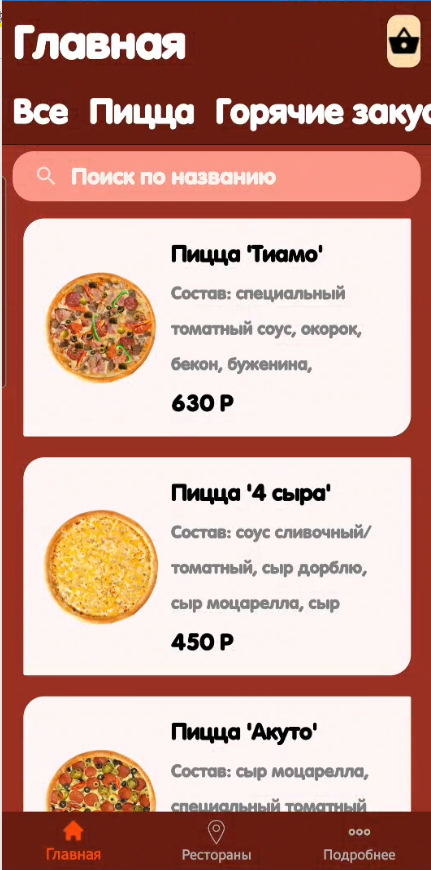 Главная
Все Пицца Горячие заку
Поиск по названию
Пицца 'Тиамо'
Состав: специальный
томатный соус, окорок,
бекон, буженина,
630 Р
Пицца '4 сыра'
Состав: соус сливочный/
томатный, сыр дорблю,
сыр моцарелла, сыр
450 Р
Пицца 'Акуто'
Состав: сыр моцарелла,
специальный томатный
Главная Рестораны Подробнее